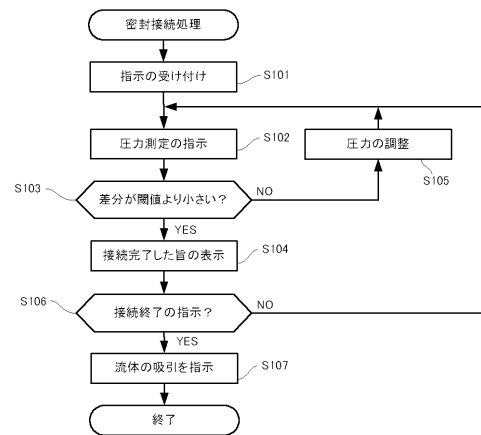 密封接続処理
指示の受け付け
S101
圧力測定の指示
S102
圧力の調整
S105
S103
差分が閾値より小さい？
NO
YES
接続完了した旨の表示
S104
S106
接続終了の指示？
NO
YES
流体の吸引を指示
S107
終了